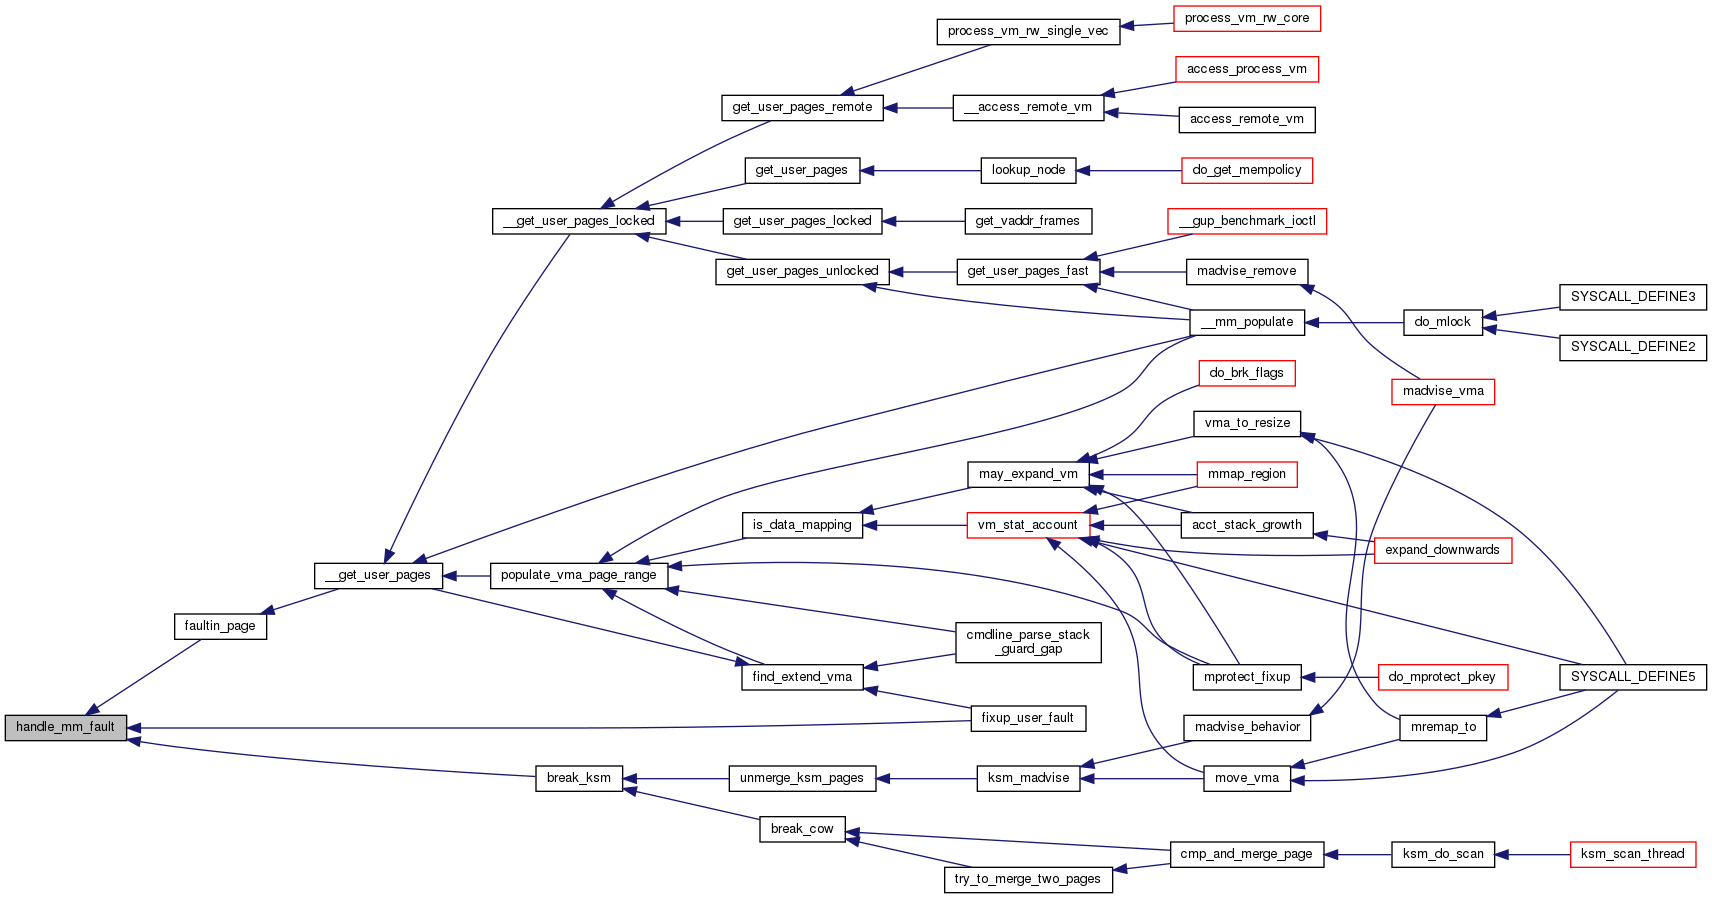 process_vm_rw_core
process_vm_rw_single_vec
access_process_vm
get_user_pages_remote
__access_remote_vm
access_remote_vm
get_user_pages
lookup_node
do_get_mempolicy
__get_user_pages_locked
get_user_pages_locked
get_vaddr_frames
__gup_benchmark_ioctl
get_user_pages_unlocked
get_user_pages_fast
madvise_remove
SYSCALL_DEFINE3
__mm_populate
do_mlock
SYSCALL_DEFINE2
do_brk_flags
madvise_vma
vma_to_resize
may_expand_vm
mmap_region
is_data_mapping
vm_stat_account
acct_stack_growth
expand_downwards
__get_user_pages
populate_vma_page_range
faultin_page
cmdline_parse_stack
_guard_gap
find_extend_vma
mprotect_fixup
do_mprotect_pkey
SYSCALL_DEFINE5
handle_mm_fault
fixup_user_fault
madvise_behavior
mremap_to
break_ksm
unmerge_ksm_pages
ksm_madvise
move_vma
break_cow
cmp_and_merge_page
ksm_do_scan
ksm_scan_thread
try_to_merge_two_pages